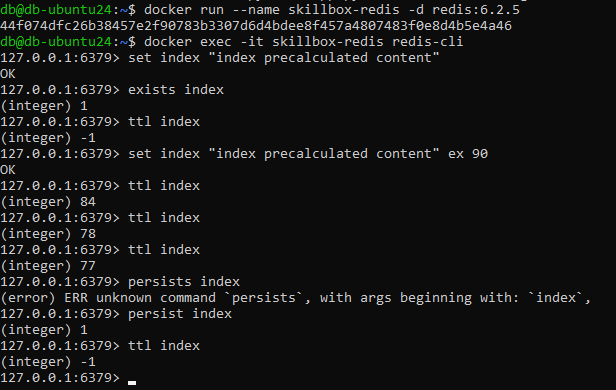 db@db-ubuntu24:~$ docker run --name skillbox-redis -d redis:6.2.5
44f074dfc26b38457e2f90783b3307d6d4bdee8f457a4807483f0e8d4b5e4a46
db@db-ubuntu24:~$ docker exec -it skillbox-redis redis-cli
127.0.0.1:6379> set index "index precalculated content"
OK
127.0.0.1:6379> exists index
(integer) 1
127.0.0.1:6379> ttl index
(integer) -1
127.0.0.1:6379> set index "index precalculated content" ex 90
OK
127.0.0.1:6379> ttl index
(integer) 84
127.0.0.1:6379> ttl index
(integer) 78
127.0.0.1:6379> ttl index
(integer) 77
127.0.0.1:6379> persists index
(error) ERR unknown command `persists`, with args beginning with: `index`,
127.0.0.1:6379> persist index
(integer) 1
127.0.0.1:6379> ttl index
(integer) -1
127.0.0.1:6379>